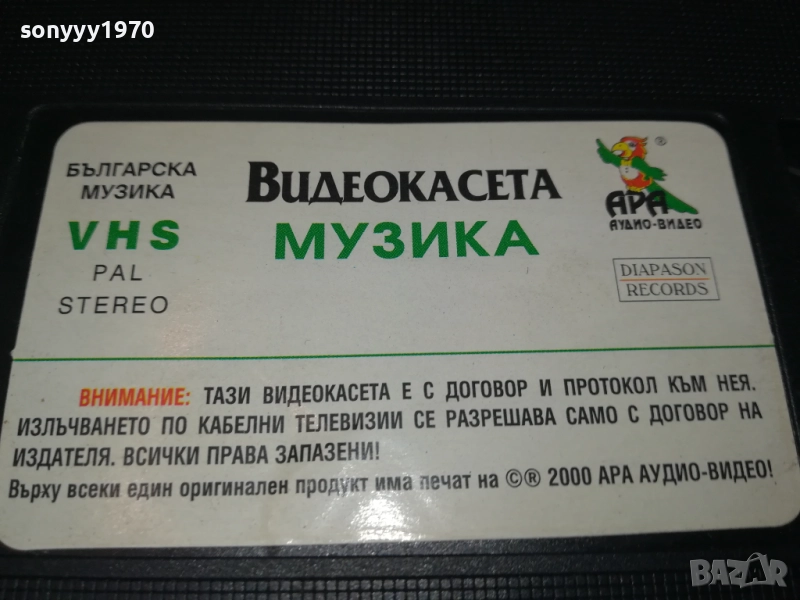 sonyyy1970
БЪЛГАРСКА
МУЗИКА
VHS
PAL
STEREO
ВИДЕОКАСЕТА
МУЗИКА
®
АРА
АУДИО-ВИДЕО
DIAPASON
RECORDS
ВНИМАНИЕ: ТАЗИ ВИДЕОКАСЕТА Е С ДОГОВОР И ПРОТОКОЛ КЪМ НЕЯ.
ИЗЛЪЧВАНЕТО ПО КАБЕЛНИ ТЕЛЕВИЗИИ СЕ РАЗРЕШАВА САМО С ДОГОВОР НА
ИЗДАТЕЛЯ. ВСИЧКИ ПРАВА ЗАПАЗЕНИ!
Върху всеки един оригинален продукт има печат на ©® 2000 АРА АУДИО-ВИДЕО!
BAZAR